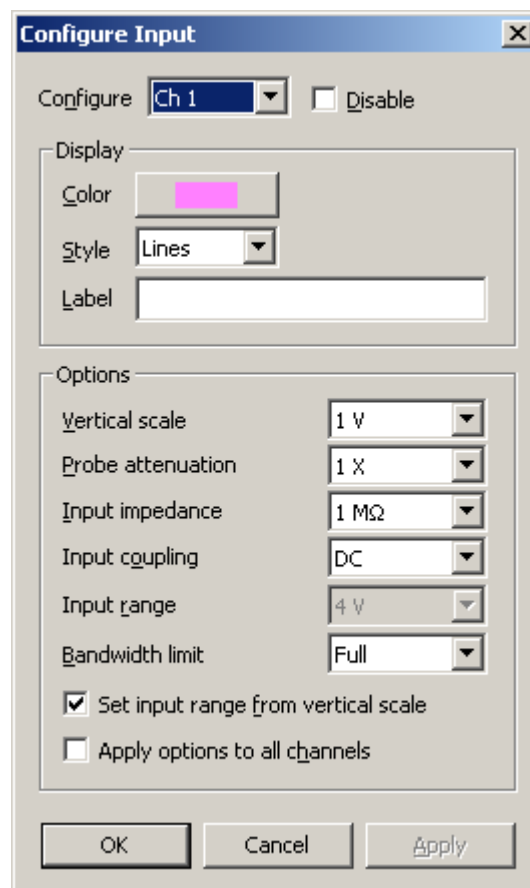 Configure Input
Configure Ch 1 Disable
Display
Color
Style Lines
Label
Options
Vertical scale 1 V
Probe attenuation 1 X
Input impedance 1 MΩ
Input coupling DC
Input range 4 V
Bandwidth limit Full
Set input range from vertical scale
Apply options to all channels
OK Cancel Apply